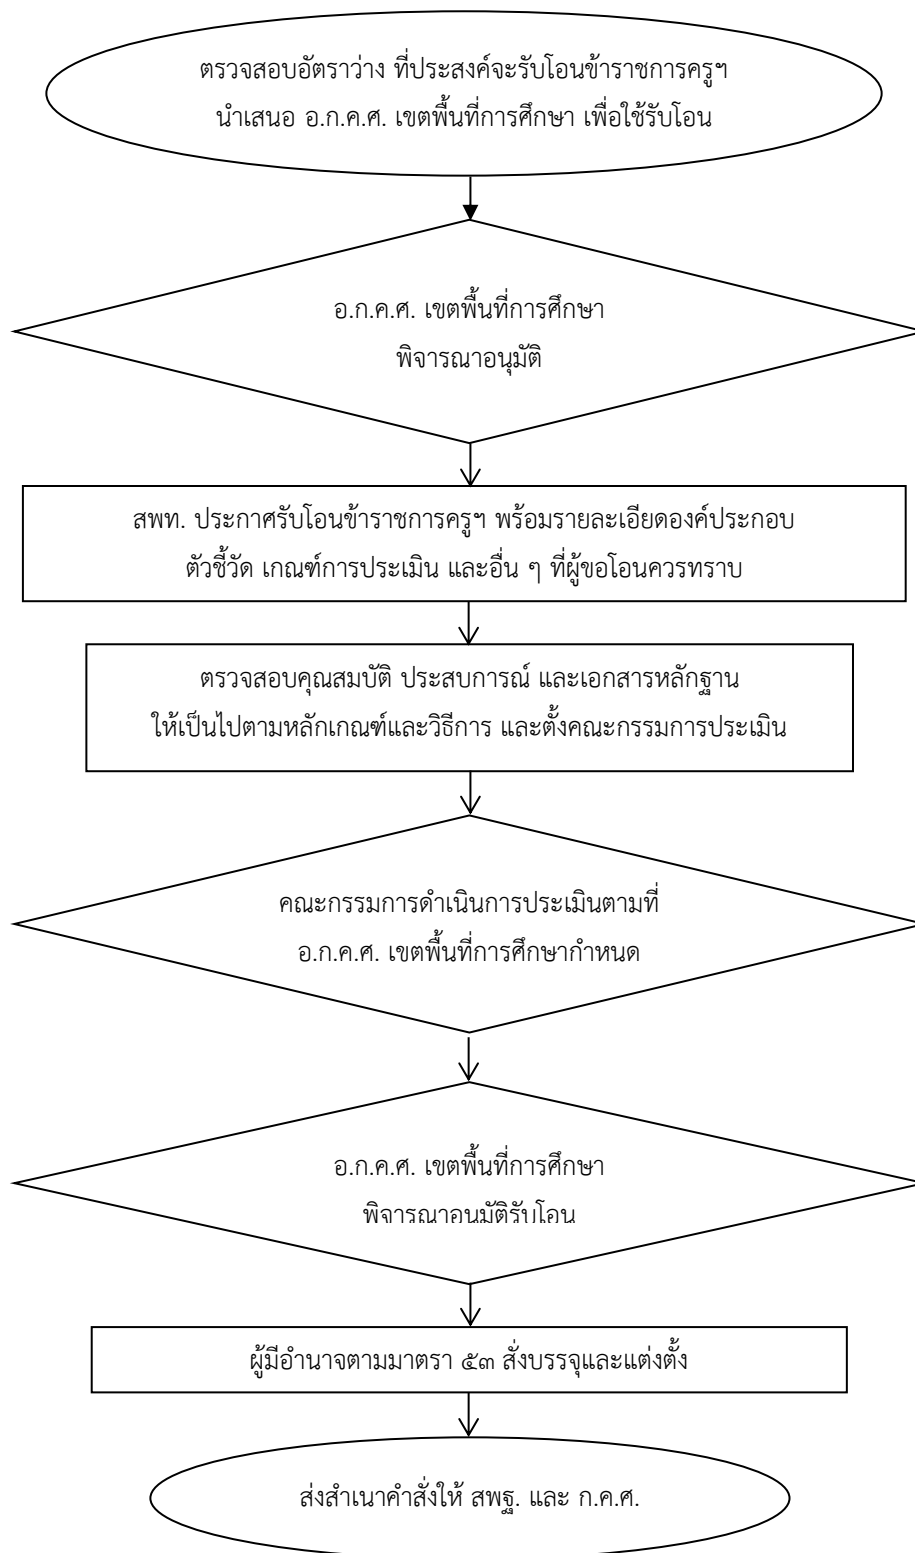 ตรวจสอบอัตราว่าง ที่ประสงค์จะรับโอนข้าราชการครูฯ
นำเสนอ อ.ก.ค.ศ. เขตพื้นที่การศึกษา เพื่อใช้รับโอน
อ.ก.ค.ศ. เขตพื้นที่การศึกษา
พิจารณาอนุมัติ
สพท. ประกาศรับโอนข้าราชการครูฯ พร้อมรายละเอียดองค์ประกอบ
ตัวชี้วัด เกณฑ์การประเมิน และอื่น ๆ ที่ผู้ขอโอนควรทราบ
ตรวจสอบคุณสมบัติ ประสบการณ์ และเอกสารหลักฐาน
ให้เป็นไปตามหลักเกณฑ์และวิธีการ และตั้งคณะกรรมการประเมิน
คณะกรรมการดำเนินการประเมินตามที่
อ.ก.ค.ศ. เขตพื้นที่การศึกษากำหนด
อ.ก.ค.ศ. เขตพื้นที่การศึกษา
พิจารณาอนุมัติรับโอน
ผู้มีอำนาจตามมาตรา ๕๓ สั่งบรรจุและแต่งตั้ง
ส่งสำเนาคำสั่งให้ สพฐ. และ ก.ค.ศ.